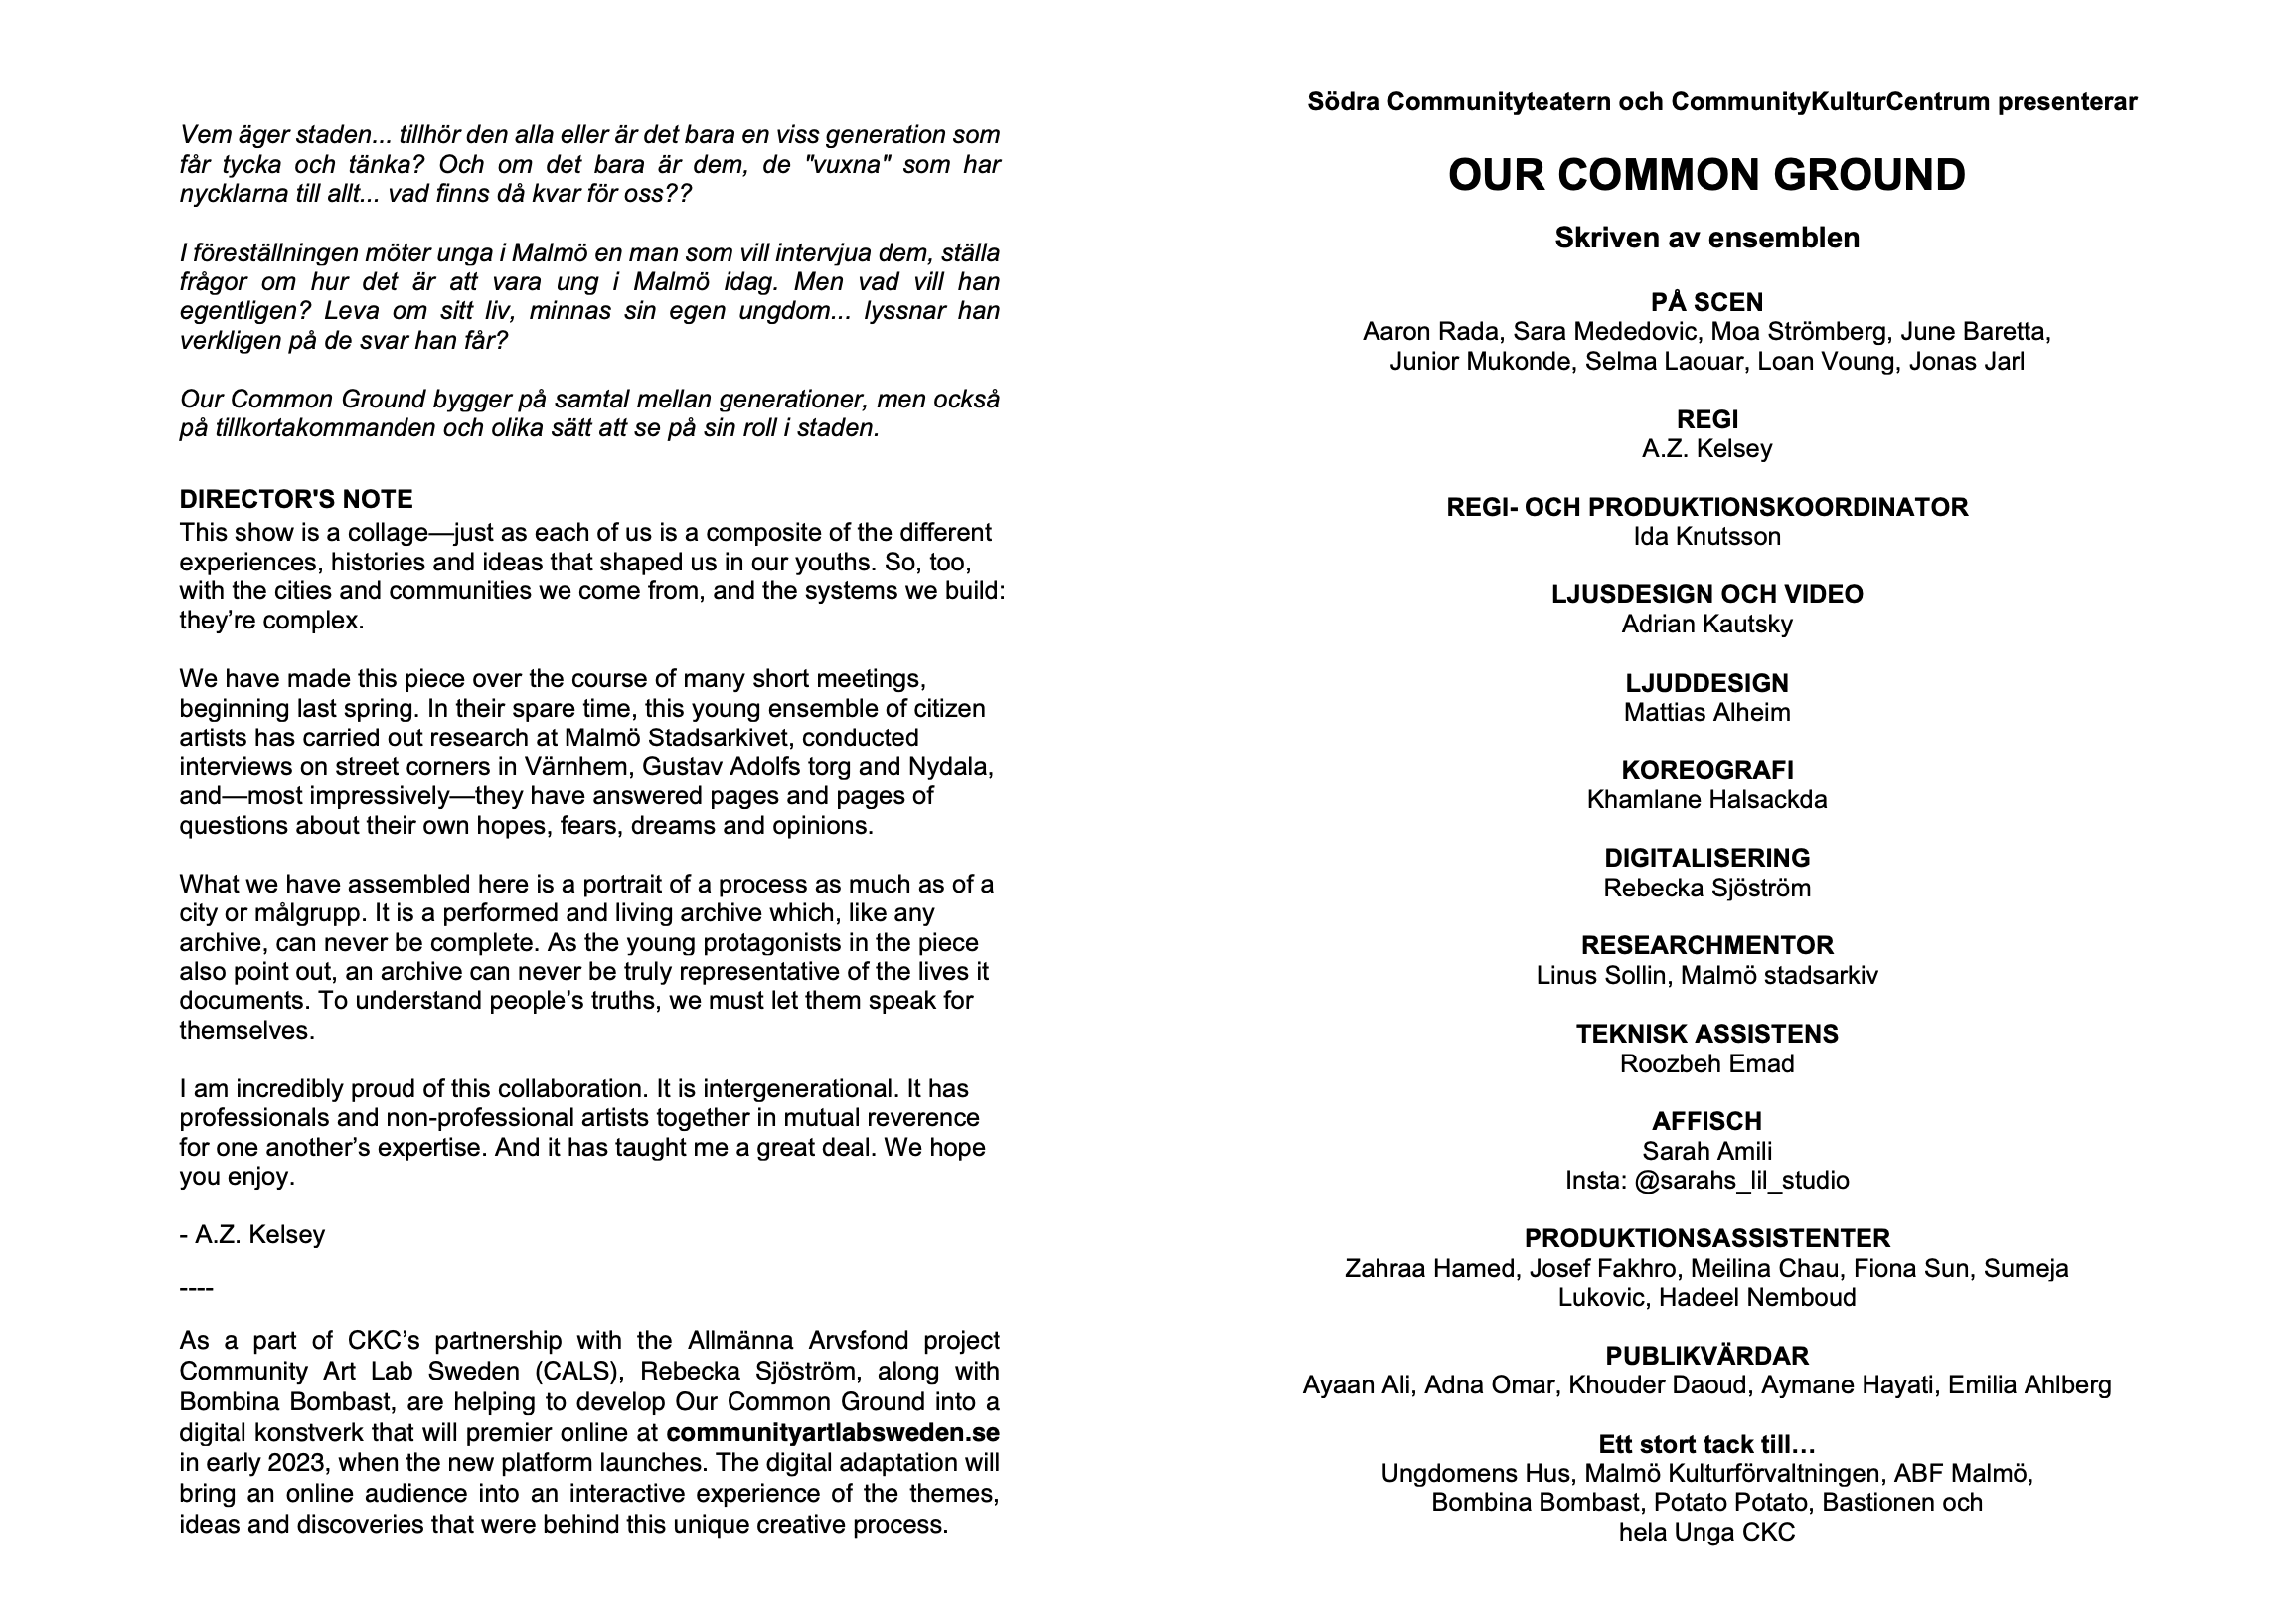 Vem äger staden... tillhör den alla eller är det bara en viss generation som
får tycka och tänka? Och om det bara är dem, de "vuxna" som har
nycklarna till allt... vad finns då kvar för oss??
I föreställningen möter unga i Malmö en man som vill intervjua dem, ställa
frågor om hur det är att vara ung i Malmö idag. Men vad vill han
egentligen? Leva om sitt liv, minnas sin egen ungdom... lyssnar han
verkligen på de svar han får?
Our Common Ground bygger på samtal mellan generationer, men också
på tillkortakommanden och olika sätt att se på sin roll i staden.
DIRECTOR'S NOTE
This show is a collage—just as each of us is a composite of the different
experiences, histories and ideas that shaped us in our youths. So, too,
with the cities and communities we come from, and the systems we build:
they’re complex.
We have made this piece over the course of many short meetings,
beginning last spring. In their spare time, this young ensemble of citizen
artists has carried out research at Malmö Stadsarkivet, conducted
interviews on street corners in Värnhem, Gustav Adolfs torg and Nydala,
and—most impressively—they have answered pages and pages of
questions about their own hopes, fears, dreams and opinions.
What we have assembled here is a portrait of a process as much as of a
city or målgrupp. It is a performed and living archive which, like any
archive, can never be complete. As the young protagonists in the piece
also point out, an archive can never be truly representative of the lives it
documents. To understand people’s truths, we must let them speak for
themselves.
I am incredibly proud of this collaboration. It is intergenerational. It has
professionals and non-professional artists together in mutual reverence
for one another’s expertise. And it has taught me a great deal. We hope
you enjoy.
- A.Z. Kelsey
----
As a part of CKC’s partnership with the Allmänna Arvsfond project
Community Art Lab Sweden (CALS), Rebecka Sjöström, along with
Bombina Bombast, are helping to develop Our Common Ground into a
digital konstverk that will premier online at communityartlabsweden.se
in early 2023, when the new platform launches. The digital adaptation will
bring an online audience into an interactive experience of the themes,
ideas and discoveries that were behind this unique creative process.
Södra Communityteatern och CommunityKulturCentrum presenterar
OUR COMMON GROUND
Skriven av ensemblen
PÅ SCEN
Aaron Rada, Sara Mededovic, Moa Strömberg, June Baretta,
Junior Mukonde, Selma Laouar, Loan Voung, Jonas Jarl
REGI
A.Z. Kelsey
REGI- OCH PRODUKTIONSKOORDINATOR
Ida Knutsson
LJUSDESIGN OCH VIDEO
Adrian Kautsky
LJUDDESIGN
Mattias Alheim
KOREOGRAFI
Khamlane Halsackda
DIGITALISERING
Rebecka Sjöström
RESEARCHMENTOR
Linus Sollin, Malmö stadsarkiv
TEKNISK ASSISTENS
Roozbeh Emad
AFFISCH
Sarah Amili
Insta: @sarahs_lil_studio
PRODUKTIONSASSISTENTER
Zahraa Hamed, Josef Fakhro, Meilina Chau, Fiona Sun, Sumeja
Lukovic, Hadeel Nemboud
PUBLIKVÄRDAR
Ayaan Ali, Adna Omar, Khouder Daoud, Aymane Hayati, Emilia Ahlberg
Ett stort tack till…
Ungdomens Hus, Malmö Kulturförvaltningen, ABF Malmö,
Bombina Bombast, Potato Potato, Bastionen och
hela Unga CKC